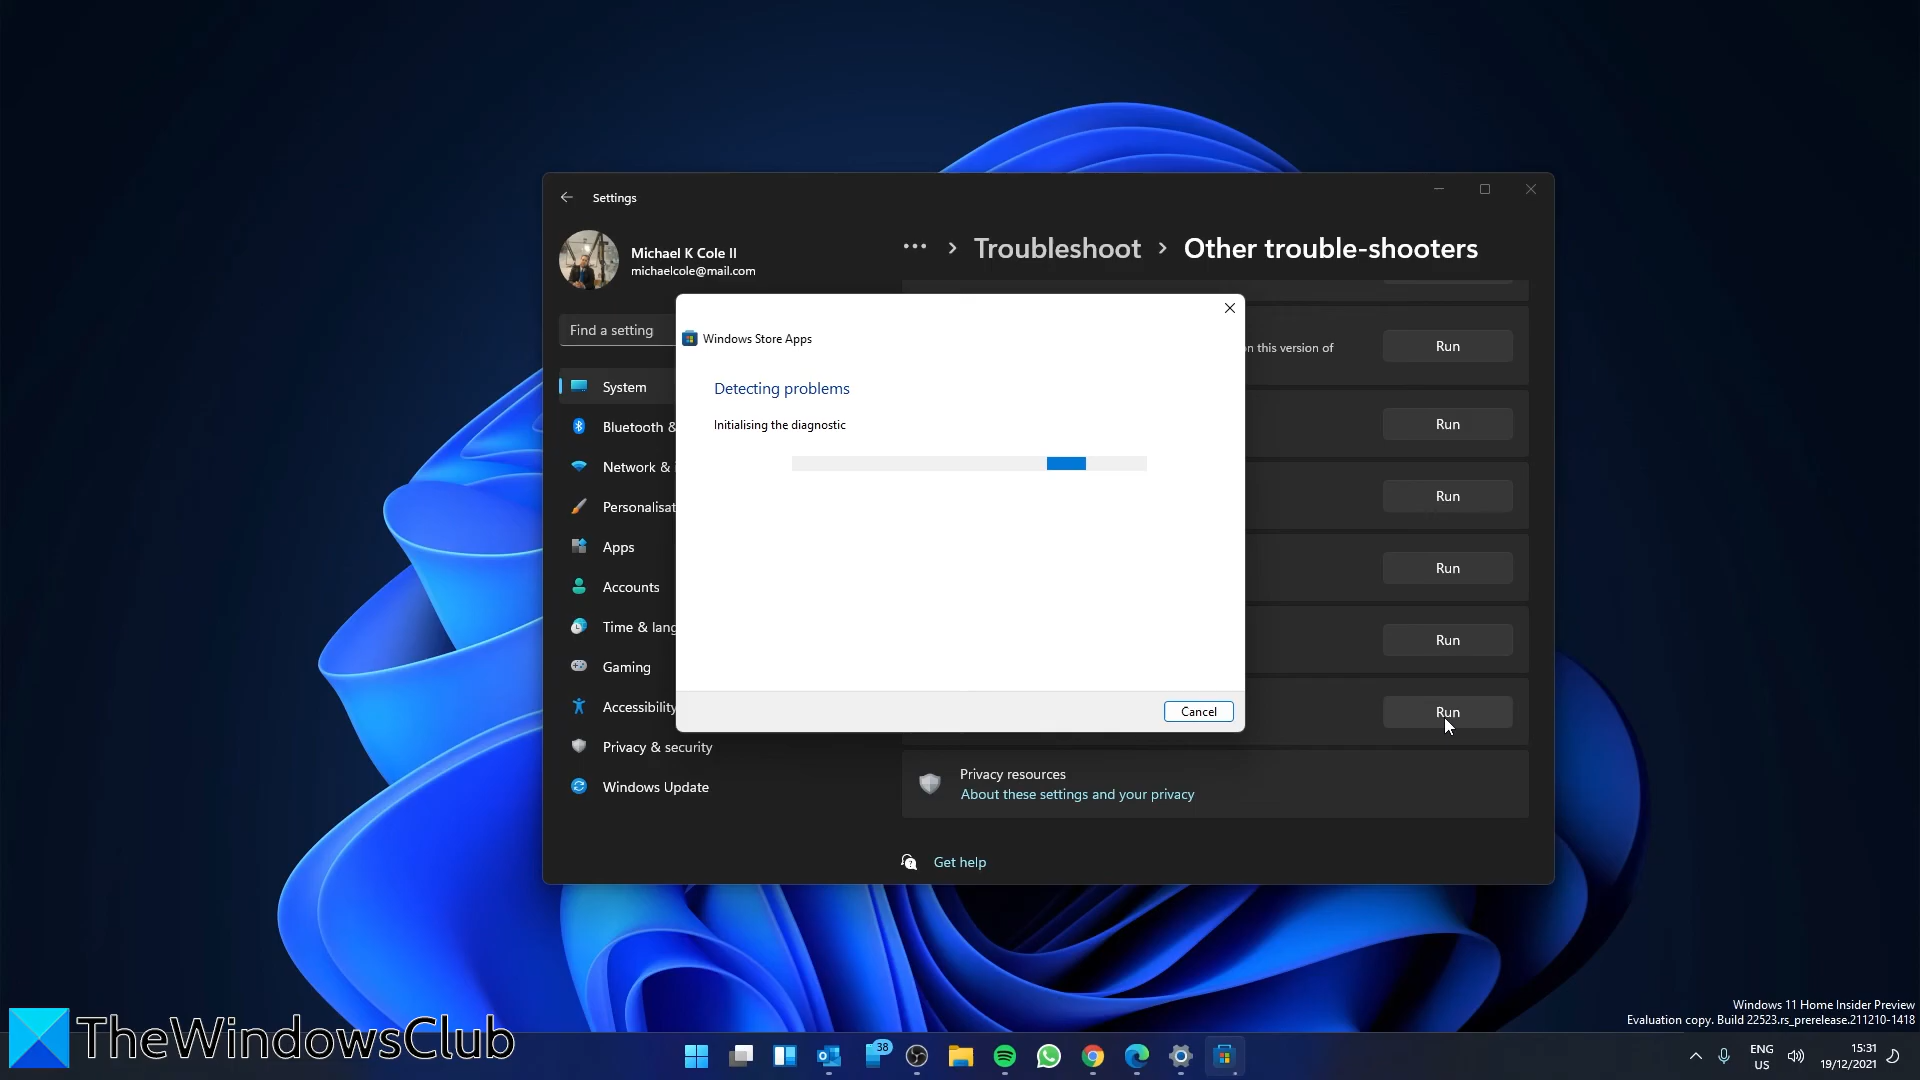 Settings
Michael K Cole II
michaelcole@mail.com
Find a setting
System
Bluetooth &
Network &
Personalisat
Apps
Accounts
Time & lang
Gaming
Accessibility
Privacy & security
Windows Update
... > Troubleshoot > Other trouble-shooters
n this version of
Run
Run
Run
Run
Run
Run
Windows Store Apps
Detecting problems
Initialising the diagnostic
Cancel
Privacy resources
About these settings and your privacy
Get help
Windows 11 Home Insider Preview
Evaluation copy. Build 22523.rs_prerelease.211210-1418
TheWindowsClub
38
ENG
US
15:31
19/12/2021